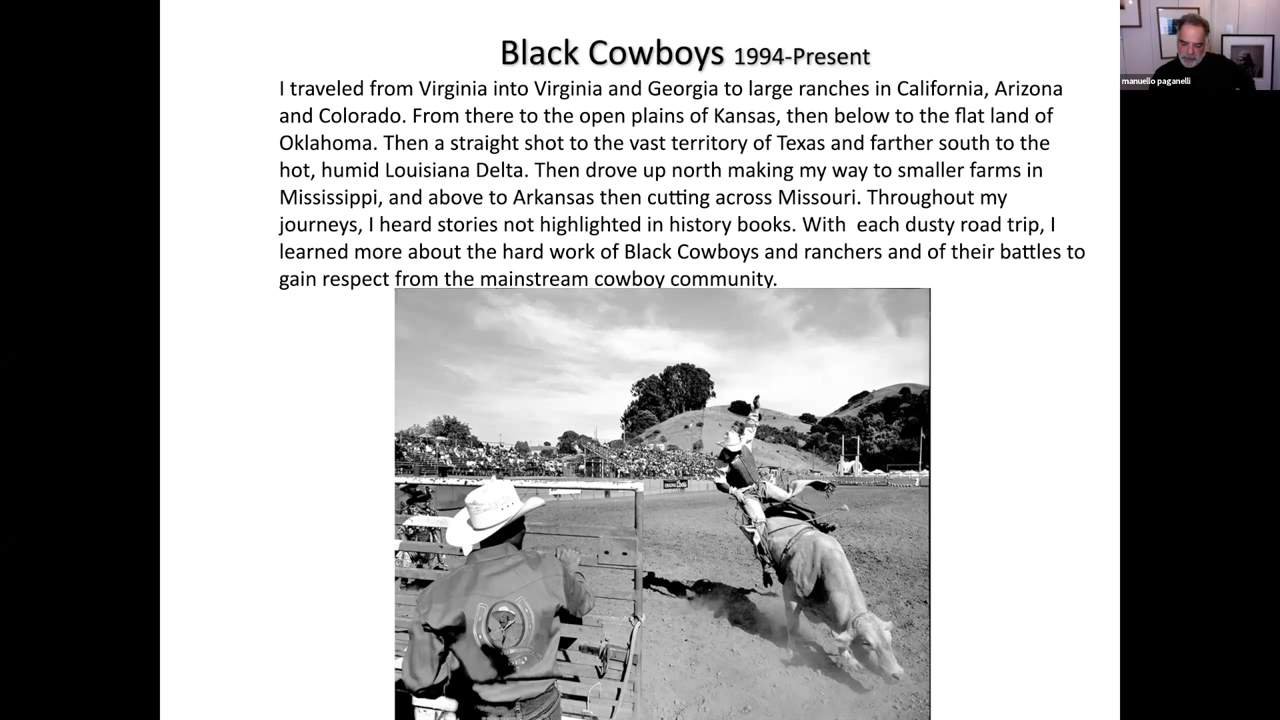 Black Cowboys 1994-Present
I traveled from Virginia into Virginia and Georgia to large ranches in California, Arizona
and Colorado. From there to the open plains of Kansas, then below to the flat land of
Oklahoma. Then a straight shot to the vast territory of Texas and farther south to the
hot, humid Louisiana Delta. Then drove up north making my way to smaller farms in
Mississippi, and above to Arkansas then cutting across Missouri. Throughout my
journeys, I heard stories not highlighted in history books. With  each dusty road trip, I
learned more about the hard work of Black Cowboys and ranchers and of their battles to
gain respect from the mainstream cowboy community.
manuello paganelli